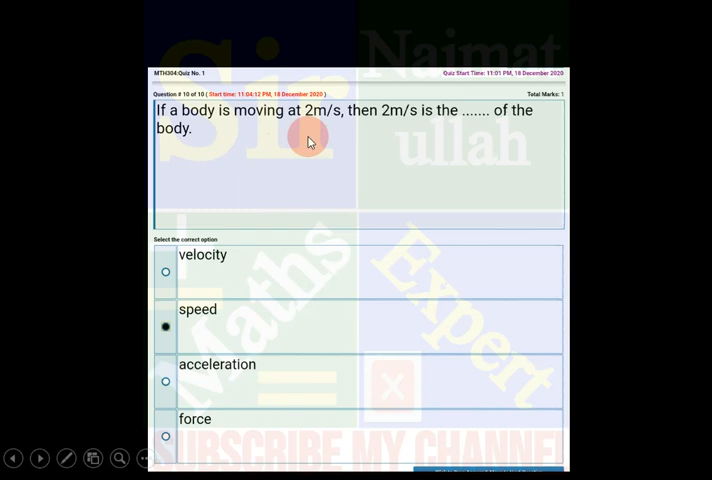 Sir
Najmat
ullah
MTH304:Quiz No. 1
Quiz Start Time: 11:01 PM, 18 December 2020
Question # 10 of 10 ( Start time: 11:04:12 PM, 18 December 2020 )
Total Marks: 1
If a body is moving at 2m/s, then 2m/s is the ....... of the
body.
Select the correct option
velocity
speed
acceleration
force
Maths
Expert
SUBSCRIBE MY CHANNEL